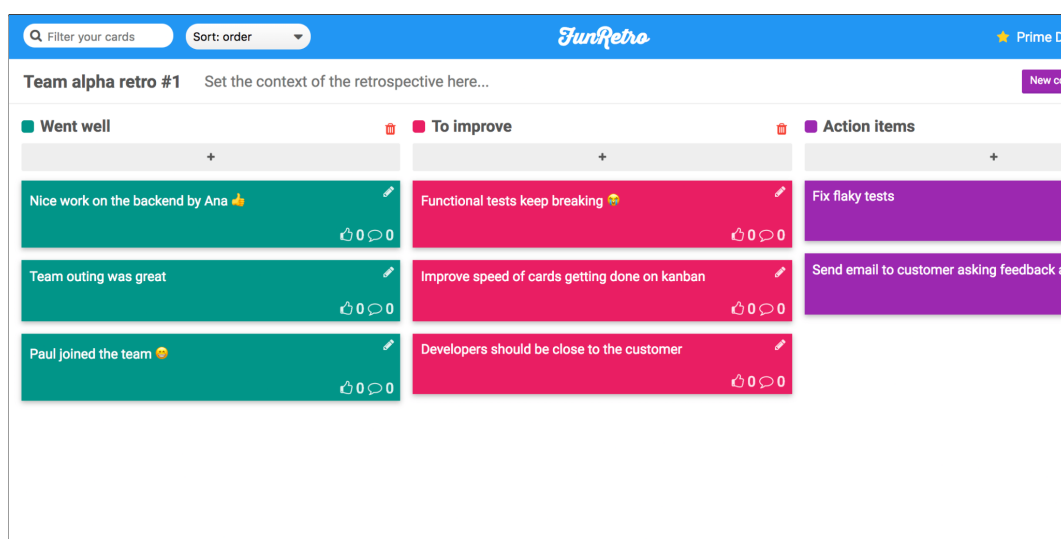 Filter your cards
Sort: order
FunRetro
Prime
Team alpha retro #1
Set the context of the retrospective here...
New
Went well
To improve
Action items
+
+
+
Nice work on the backend by Ana 👍
0 0
Functional tests keep breaking 😭
0 0
Fix flaky tests
Team outing was great
0 0
Improve speed of cards getting done on kanban
0 0
Send email to customer asking feedback
Paul joined the team 😁
0 0
Developers should be close to the customer
0 0